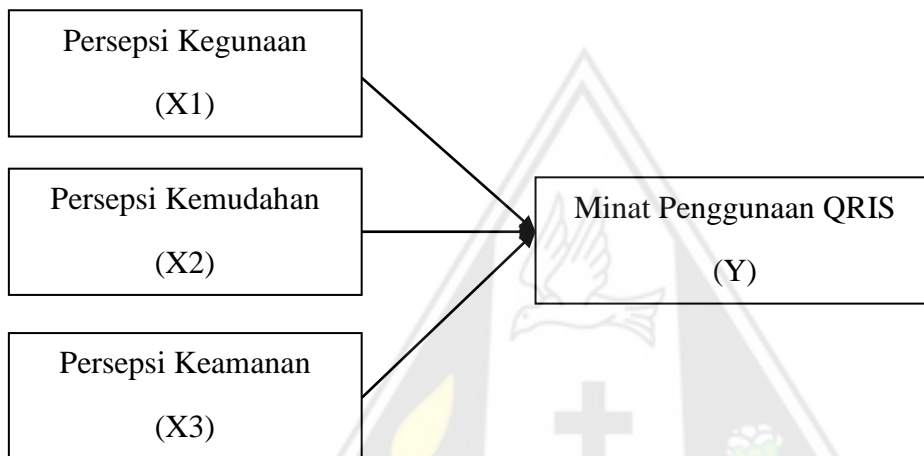 Persepsi Kegunaan
(X1)
Persepsi Kemudahan
(X2)
Persepsi Keamanan
(X3)
Minat Penggunaan QRIS
(Y)